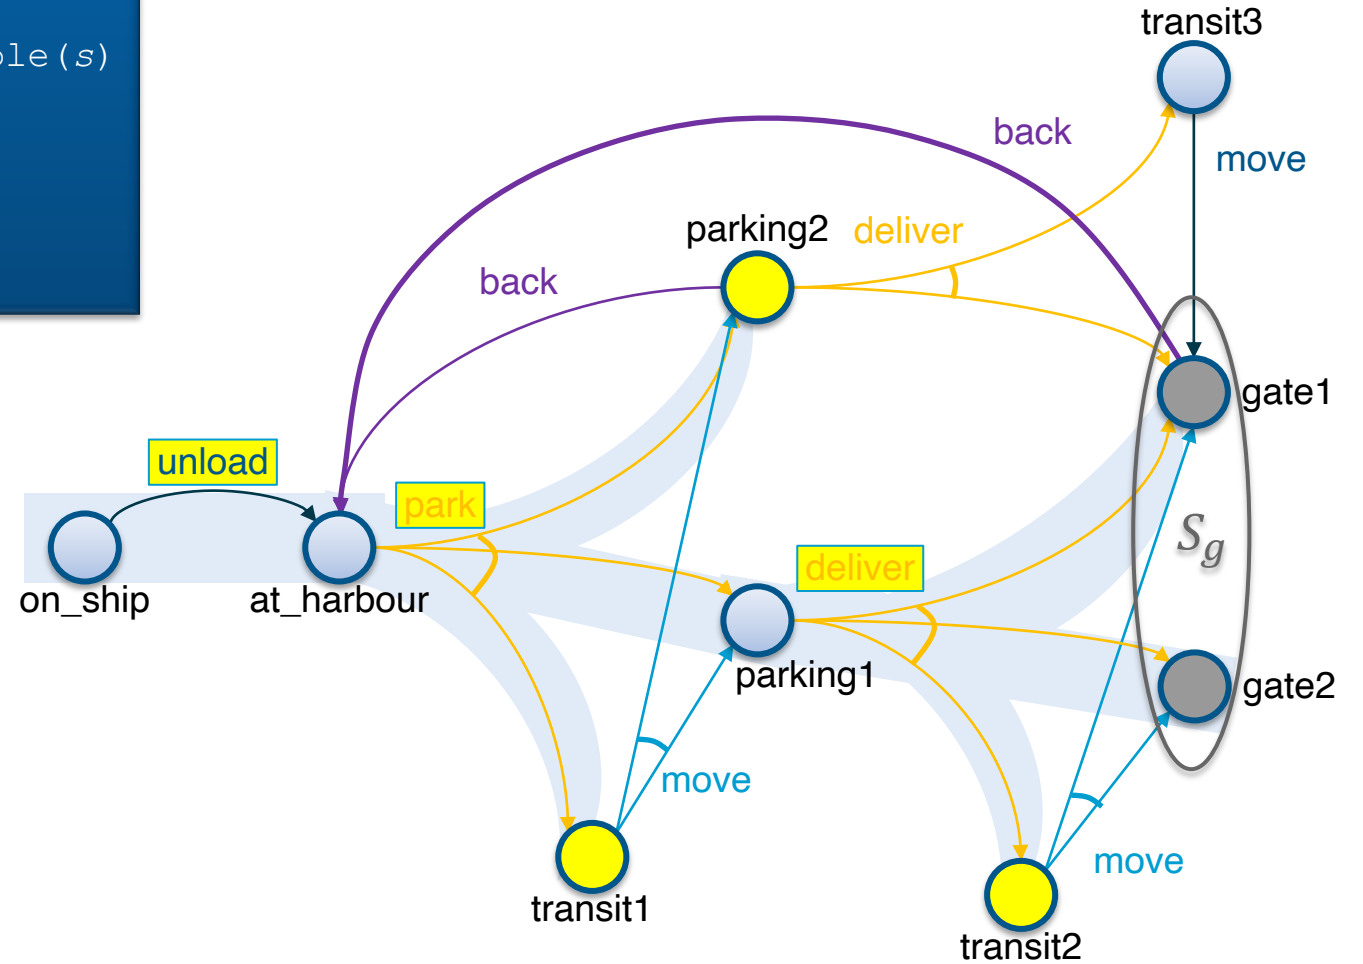 (s)
transit3
back
move
parking2
deliver
back
gate1
unload
park
S_g
deliver
on_ship
at_harbour
parking1
gate2
move
move
transit1
transit2